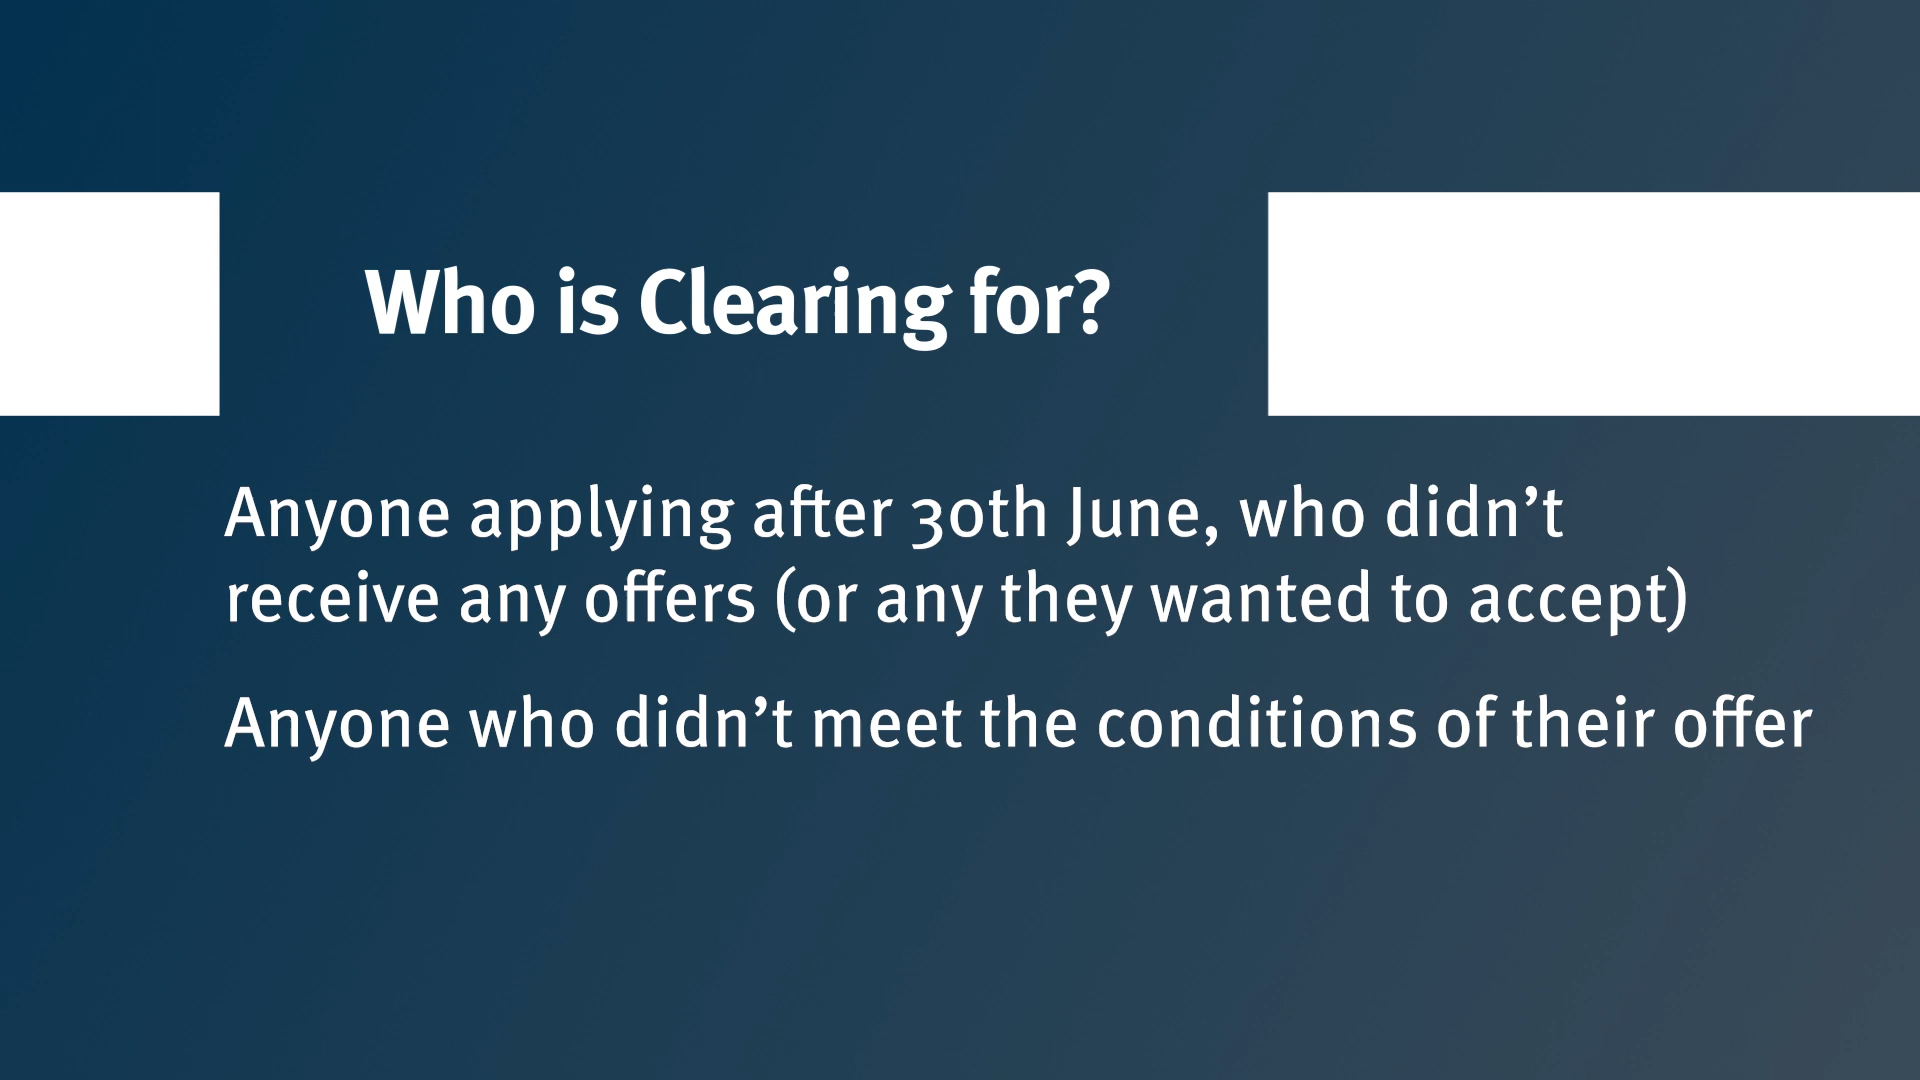 Who is Clearing for?
Anyone applying after 30th June, who didn’t
receive any offers (or any they wanted to accept)
Anyone who didn’t meet the conditions of their offer